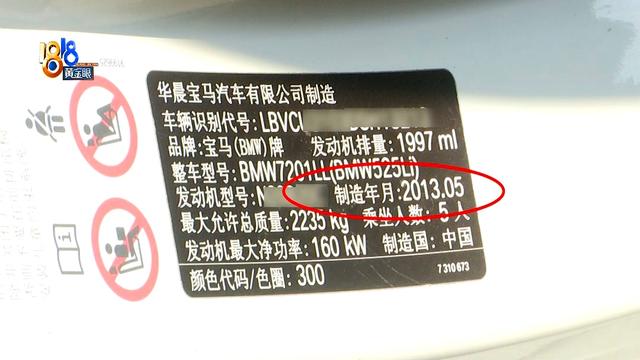 1818
黄金眼
华晨宝马汽车有限公司制造
车辆识别代号:LBVC
品牌:宝马(BMW)牌 发动机排量:1997 ml
整车型号:BMW7201LL(BMW525Li)
发动机型号:N 制造年月:2013.05
最大允许总质量:2235 kg 乘坐人数:5人
发动机最大净功率:160 kW 制造国:中国
颜色代码/色圈:300
7 310 673